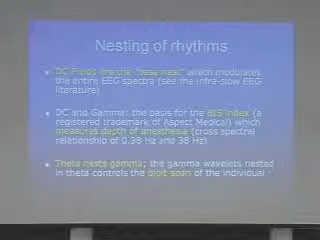 Nesting of rhythms
DC Fields are the "base nest" which modulates
the entire EEG spectra (see the infra-slow EEG
literature)
DC and Gamma: the basis for the BIS index (a
registered trademark of Aspect Medical) which
measures depth of anesthesia (cross spectral
relationship of 0.38 Hz and 38 Hz)
Theta nests gamma; the gamma wavelets nested
in theta controls the digit span of the individual